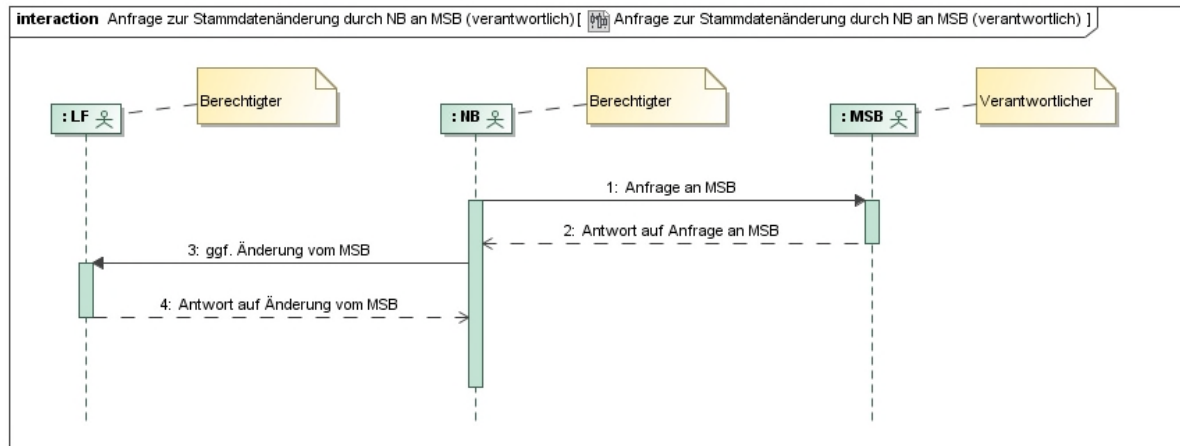 interaction Anfrage zur Stammdatenänderung durch NB an MSB (verantwortlich)[ Anfrage zur Stammdatenänderung durch NB an MSB (verantwortlich) ]
: LF
Berechtigter
: NB
Berechtigter
: MSB
Verantwortlicher
1: Anfrage an MSB
2: Antwort auf Anfrage an MSB
3: ggf. Änderung vom MSB
4: Antwort auf Änderung vom MSB